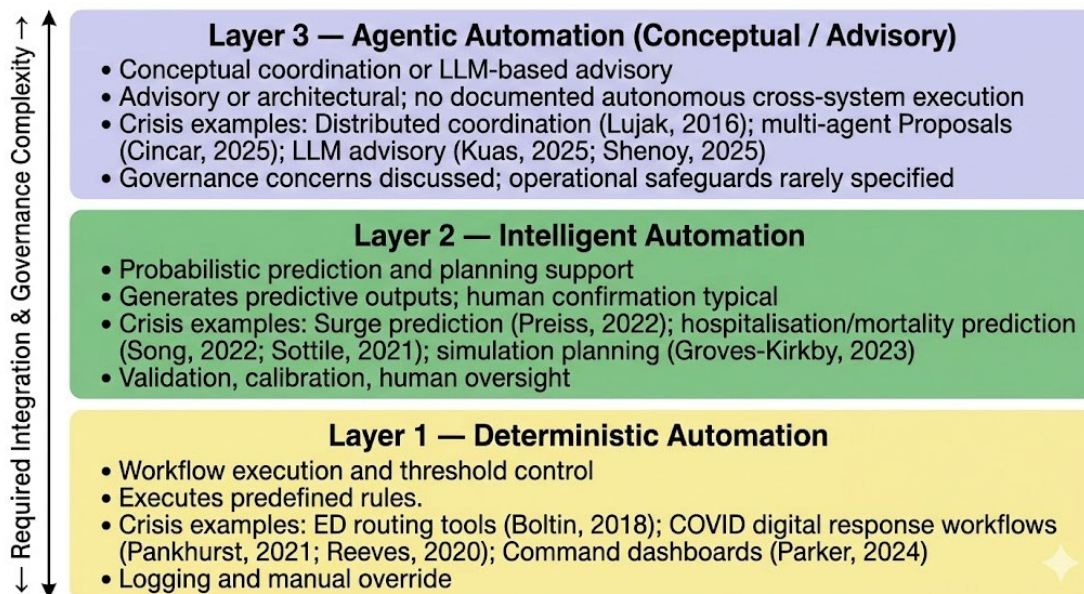 ← Required Integration & Governance Complexity →
Layer 3 — Agentic Automation (Conceptual / Advisory)
• Conceptual coordination or LLM-based advisory
• Advisory or architectural; no documented autonomous cross-system execution
• Crisis examples: Distributed coordination (Lujak, 2016); multi-agent Proposals
(Cincar, 2025); LLM advisory (Kuas, 2025; Shenoy, 2025)
• Governance concerns discussed; operational safeguards rarely specified
Layer 2 — Intelligent Automation
• Probabilistic prediction and planning support
• Generates predictive outputs; human confirmation typical
• Crisis examples: Surge prediction (Preiss, 2022); hospitalisation/mortality prediction
(Song, 2022; Sottile, 2021); simulation planning (Groves-Kirkby, 2023)
• Validation, calibration, human oversight
Layer 1 — Deterministic Automation
• Workflow execution and threshold control
• Executes predefined rules.
• Crisis examples: ED routing tools (Boltin, 2018); COVID digital response workflows
(Pankhurst, 2021; Reeves, 2020); Command dashboards (Parker, 2024)
• Logging and manual override